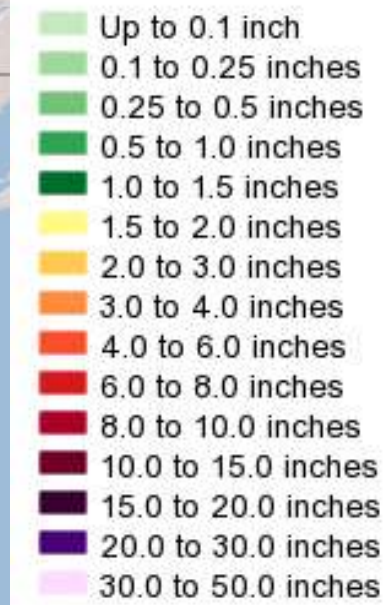 Up to 0.1 inch
0.1 to 0.25 inches
0.25 to 0.5 inches
0.5 to 1.0 inches
1.0 to 1.5 inches
1.5 to 2.0 inches
2.0 to 3.0 inches
3.0 to 4.0 inches
4.0 to 6.0 inches
6.0 to 8.0 inches
8.0 to 10.0 inches
10.0 to 15.0 inches
15.0 to 20.0 inches
20.0 to 30.0 inches
30.0 to 50.0 inches